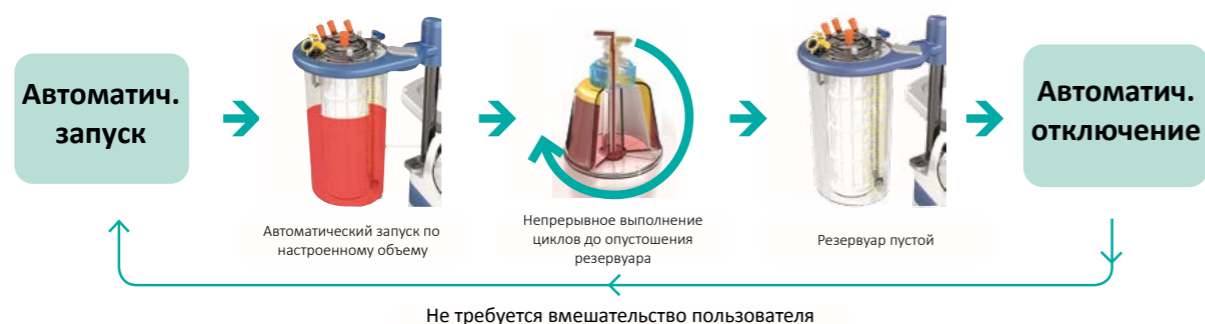 Автоматич.
запуск
Автоматический запуск по
настроенному объему
Непрерывное выполнение
циклов до опустошения
резервуара
Резервуар пустой
Автоматич.
отключение
Не требуется вмешательство пользователя